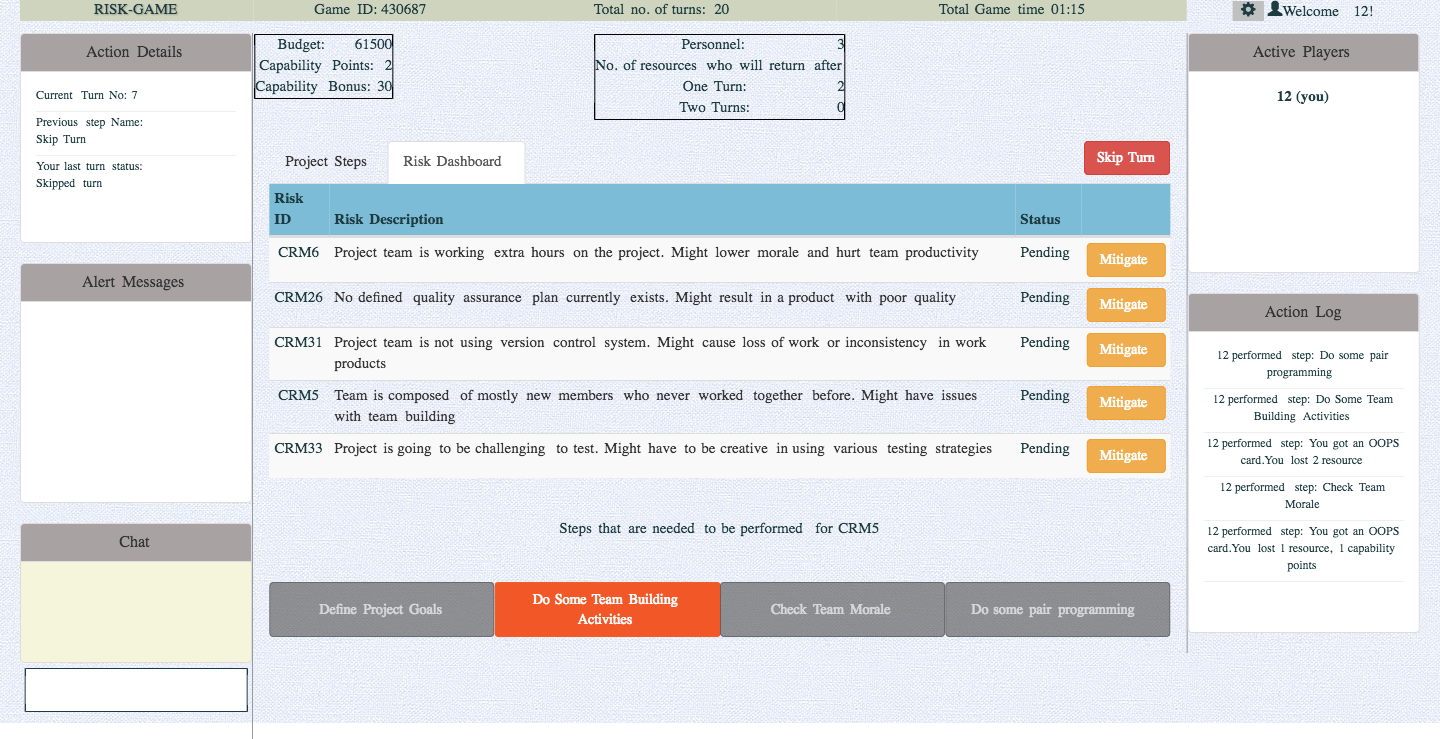 RISK-GAME
Game ID: 430687
Total no. of turns: 20
Total Game time 01:15
Welcome 12!
Action Details
Current Turn No: 7
Previous step Name:
Skip Turn
Your last turn status:
Skipped turn
Alert Messages
Chat
Budget: 61500
Capability Points: 2
Capability Bonus: 30
Personnel: 3
No. of resources who will return after
One Turn: 2
Two Turns: 0
Project Steps
Risk Dashboard
Skip Turn
Risk
ID Risk Description Status
CRM6 Project team is working extra hours on the project. Might lower morale and hurt team productivity Pending Mitigate
CRM26 No defined quality assurance plan currently exists. Might result in a product with poor quality Pending Mitigate
CRM31 Project team is not using version control system. Might cause loss of work or inconsistency in work Pending Mitigate
products
CRM5 Team is composed of mostly new members who never worked together before. Might have issues Pending Mitigate
with team building
CRM33 Project is going to be challenging to test. Might have to be creative in using various testing strategies Pending Mitigate
Steps that are needed to be performed for CRM5
Define Project Goals
Do Some Team Building
Activities
Check Team Morale
Do some pair programming
Active Players
12 (you)
Action Log
12 performed step: Do some pair
programming
12 performed step: Do Some Team
Building Activities
12 performed step: You got an OOPS
card.You lost 2 resource
12 performed step: Check Team
Morale
12 performed step: You got an OOPS
card.You lost 1 resource, 1 capability
points